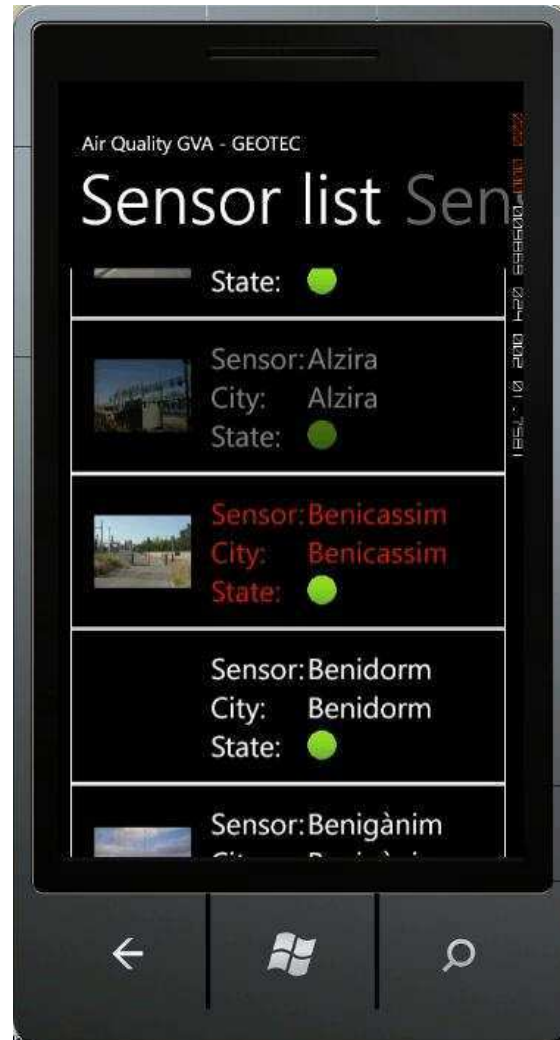 Air Quality GVA - GEOTEC
Sensor list Sen
State:
Sensor: Alzira
City: Alzira
State:
Sensor: Benicassim
City: Benicassim
State:
Sensor: Benidorm
City: Benidorm
State:
Sensor: Benigànim